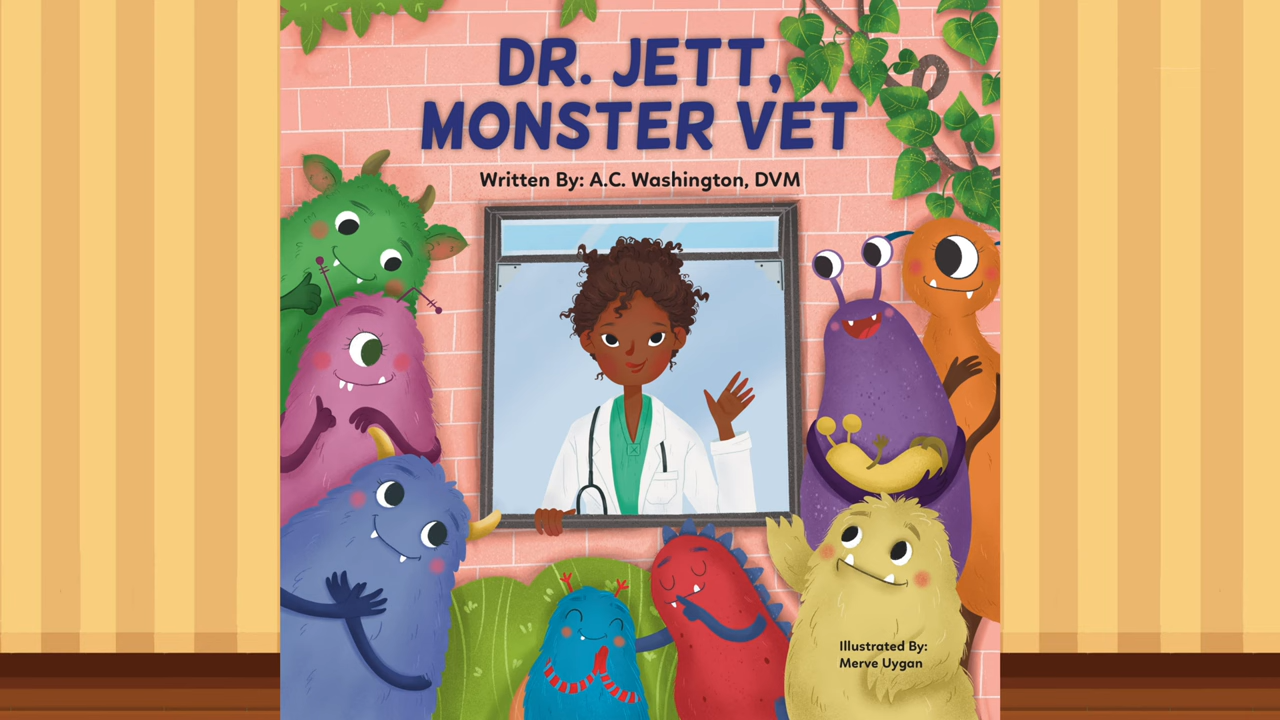 DR. JETT,
MONSTER VET
Written By: A.C. Washington, DVM
Illustrated By:
Merve Uygan